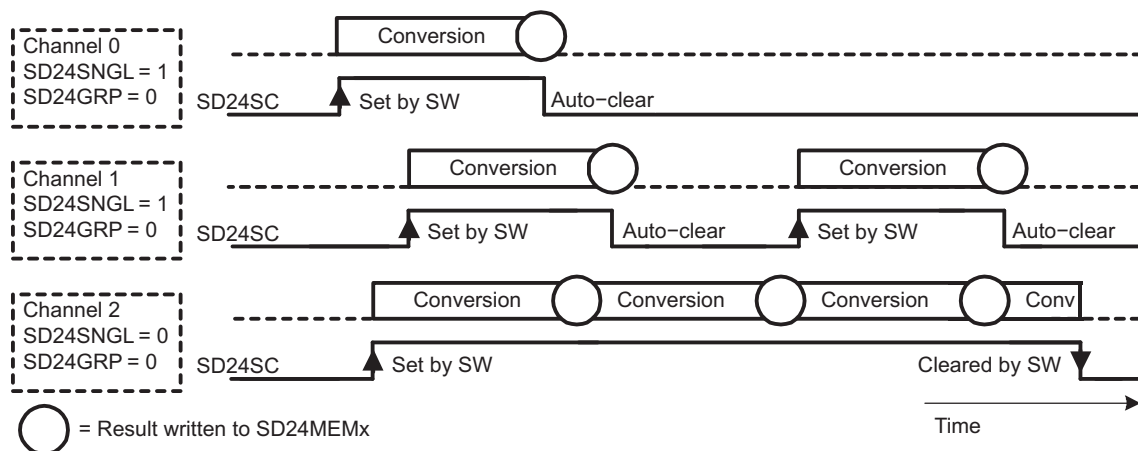 Channel 0
SD24SNGL = 1
SD24GRP = 0
Conversion
SD24SC
Set by SW
Auto−clear
Channel 1
SD24SNGL = 1
SD24GRP = 0
Conversion
Conversion
SD24SC
Set by SW
Auto−clear
Set by SW
Auto−clear
Channel 2
SD24SNGL = 0
SD24GRP = 0
Conversion
Conversion
Conversion
Conv
SD24SC
Set by SW
Cleared by SW
= Result written to SD24MEMx
Time